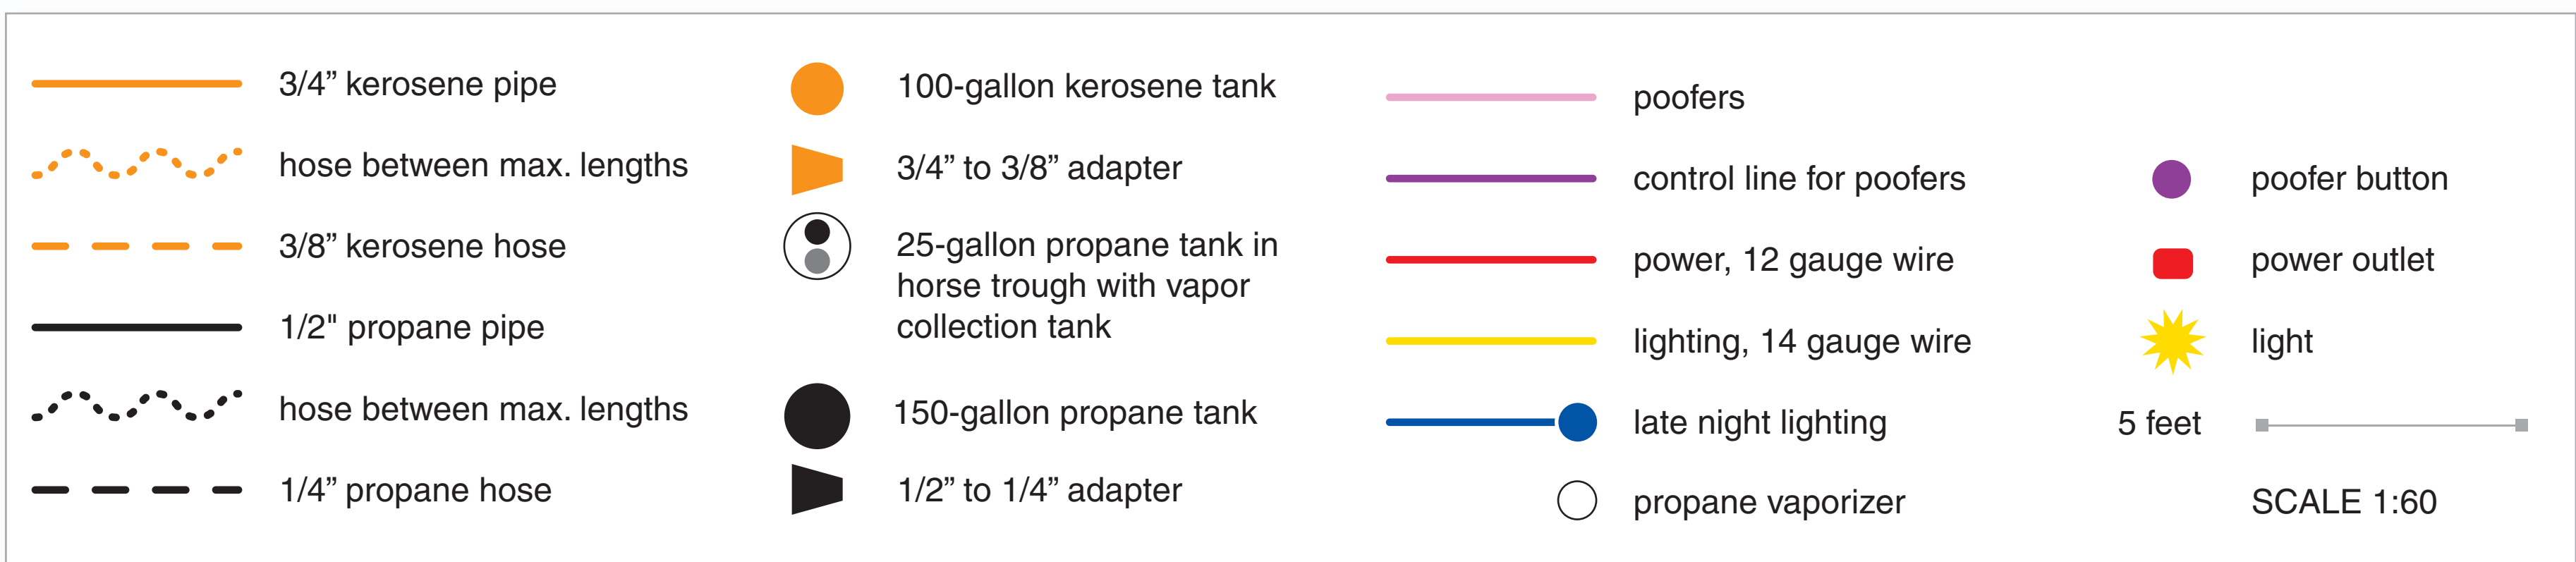 3/4” kerosene pipe
hose between max. lengths
3/8” kerosene hose
1/2" propane pipe
hose between max. lengths
1/4” propane hose
100-gallon kerosene tank
3/4” to 3/8” adapter
25-gallon propane tank in
horse trough with vapor
collection tank
150-gallon propane tank
1/2” to 1/4” adapter
poofers
control line for poofers
power, 12 gauge wire
lighting, 14 gauge wire
late night lighting
propane vaporizer
poofer button
power outlet
light
5 feet
SCALE 1:60